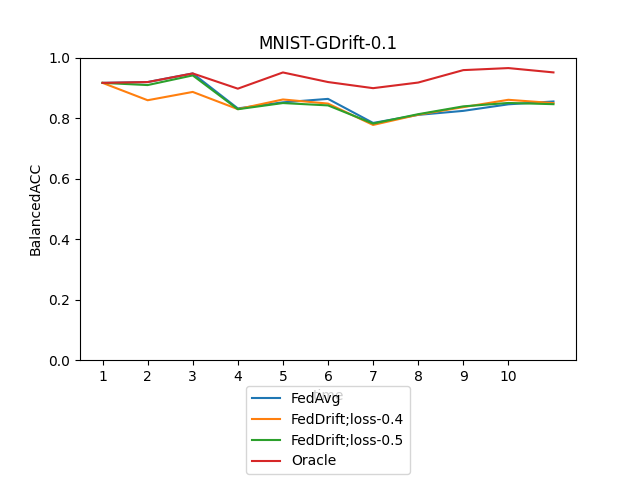 MNIST-GDrift-0.1
BalancedACC
1.0
0.8
0.6
0.4
0.2
0.0
1 2 3 4 5 6 7 8 9 10
time
FedAvg
FedDrift;loss-0.4
FedDrift;loss-0.5
Oracle